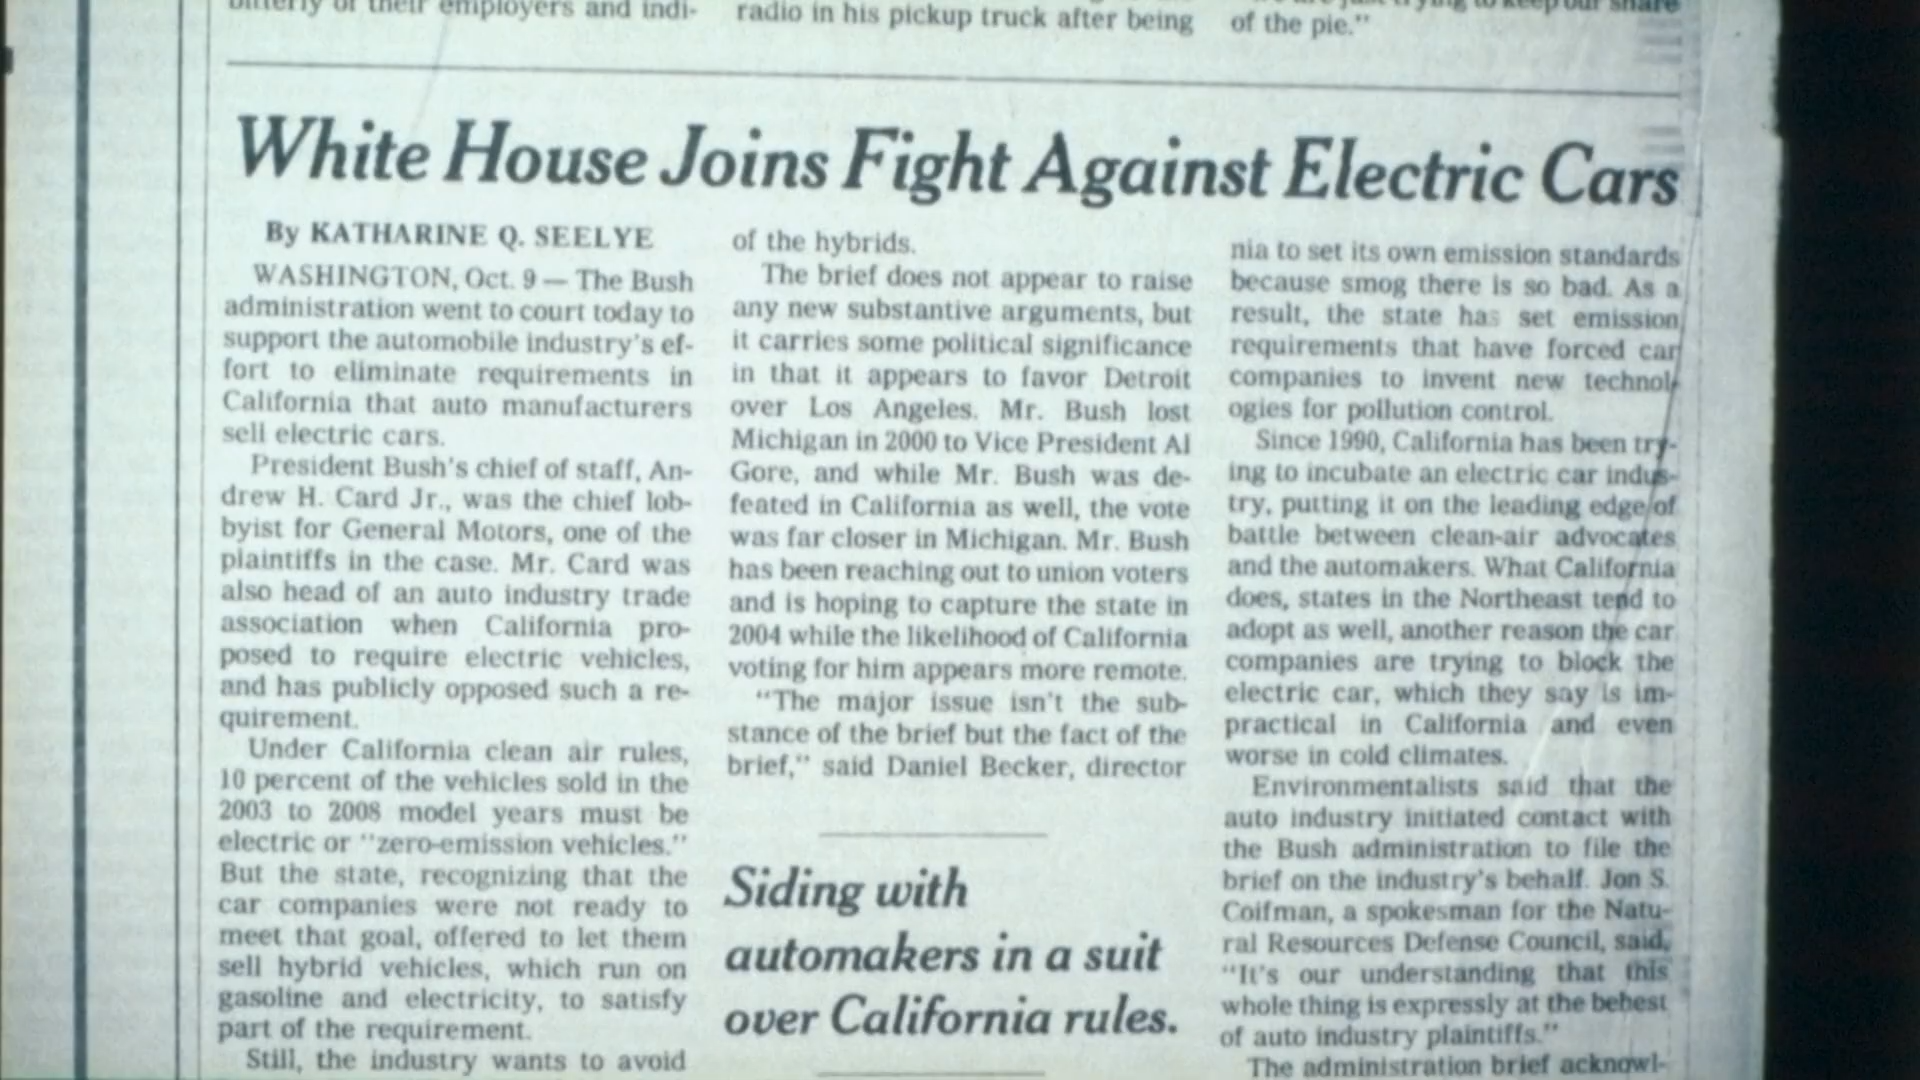 bitterly of their employers and indi-
radio in his pickup truck after being
of the pie."
White House Joins Fight Against Electric Cars
By KATHARINE Q. SEELYE
WASHINGTON, Oct. 9 — The Bush
administration went to court today to
support the automobile industry's ef-
fort to eliminate requirements in
California that auto manufacturers
sell electric cars.
President Bush's chief of staff, An-
drew H. Card Jr., was the chief lob-
byist for General Motors, one of the
plaintiffs in the case. Mr. Card was
also head of an auto industry trade
association when California pro-
posed to require electric vehicles,
and has publicly opposed such a re-
quirement.
Under California clean air rules,
10 percent of the vehicles sold in the
2003 to 2008 model years must be
electric or "zero-emission vehicles."
But the state, recognizing that the
car companies were not ready to
meet that goal, offered to let them
sell hybrid vehicles, which run on
gasoline and electricity, to satisfy
part of the requirement.
Still, the industry wants to avoid
of the hybrids.
The brief does not appear to raise
any new substantive arguments, but
it carries some political significance
in that it appears to favor Detroit
over Los Angeles. Mr. Bush lost
Michigan in 2000 to Vice President Al
Gore, and while Mr. Bush was de-
feated in California as well, the vote
was far closer in Michigan. Mr. Bush
has been reaching out to union voters
and is hoping to capture the state in
2004 while the likelihood of California
voting for him appears more remote.
"The major issue isn't the sub-
stance of the brief but the fact of the
brief," said Daniel Becker, director
Siding with
automakers in a suit
over California rules.
nia to set its own emission standards
because smog there is so bad. As a
result, the state has set emission
requirements that have forced car
companies to invent new technol-
ogies for pollution control.
Since 1990, California has been try-
ing to incubate an electric car indus-
try, putting it on the leading edge of
battle between clean-air advocates
and the automakers. What California
does, states in the Northeast tend to
adopt as well, another reason the car
companies are trying to block the
electric car, which they say is im-
practical in California and even
worse in cold climates.
Environmentalists said that the
auto industry initiated contact with
the Bush administration to file the
brief on the industry's behalf. Jon S.
Coifman, a spokesman for the Natu-
ral Resources Defense Council, said,
"It's our understanding that this
whole thing is expressly at the behest
of auto industry plaintiffs."
The administration brief acknowl-